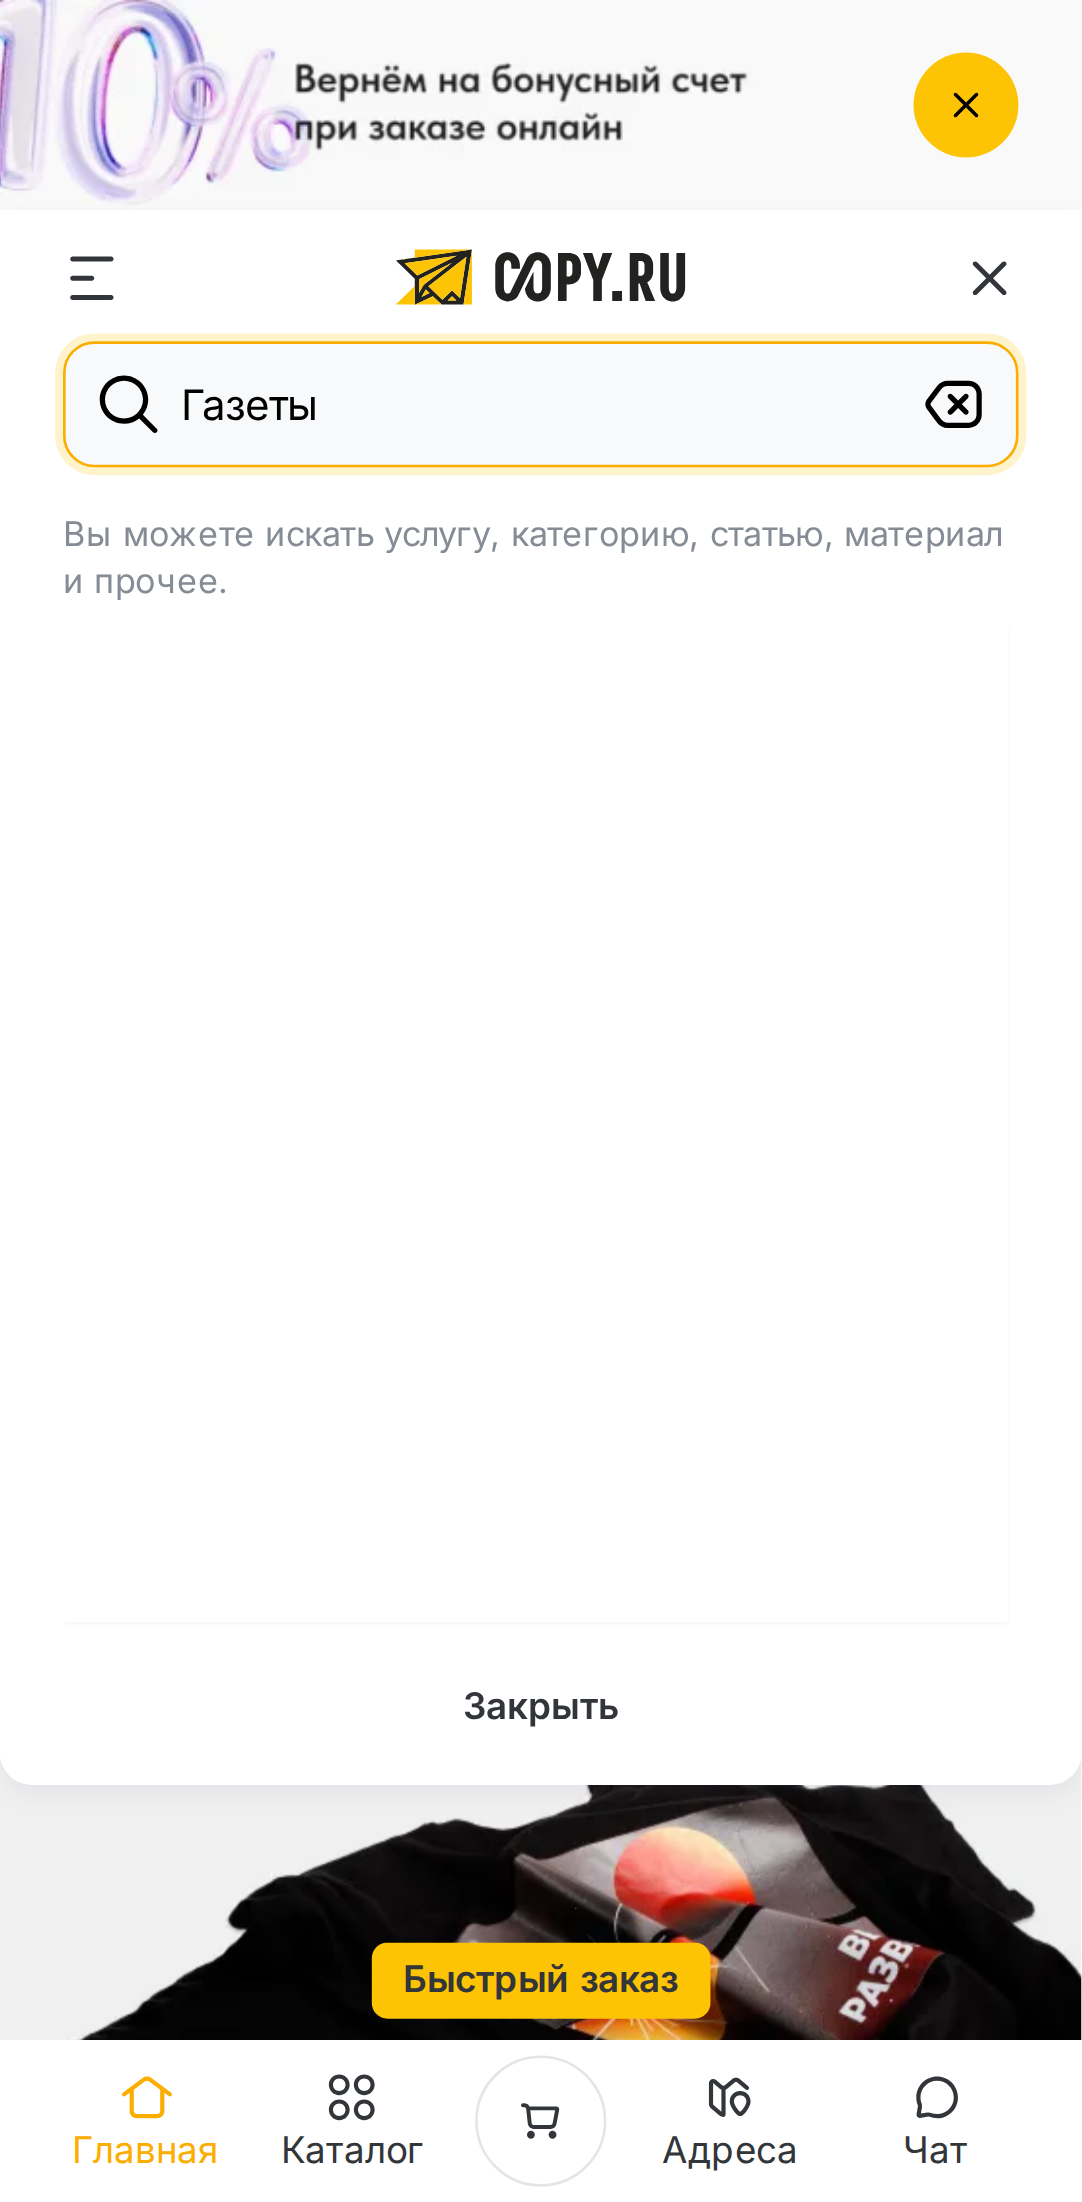 10%
Вернём на бонусный счет
при заказе онлайн
COPY.RU
Газеты
Вы можете искать услугу, категорию, статью, материал
и прочее.
Закрыть
В
РАЗВ
Быстрый заказ
Главная
Каталог
Адреса
Чат